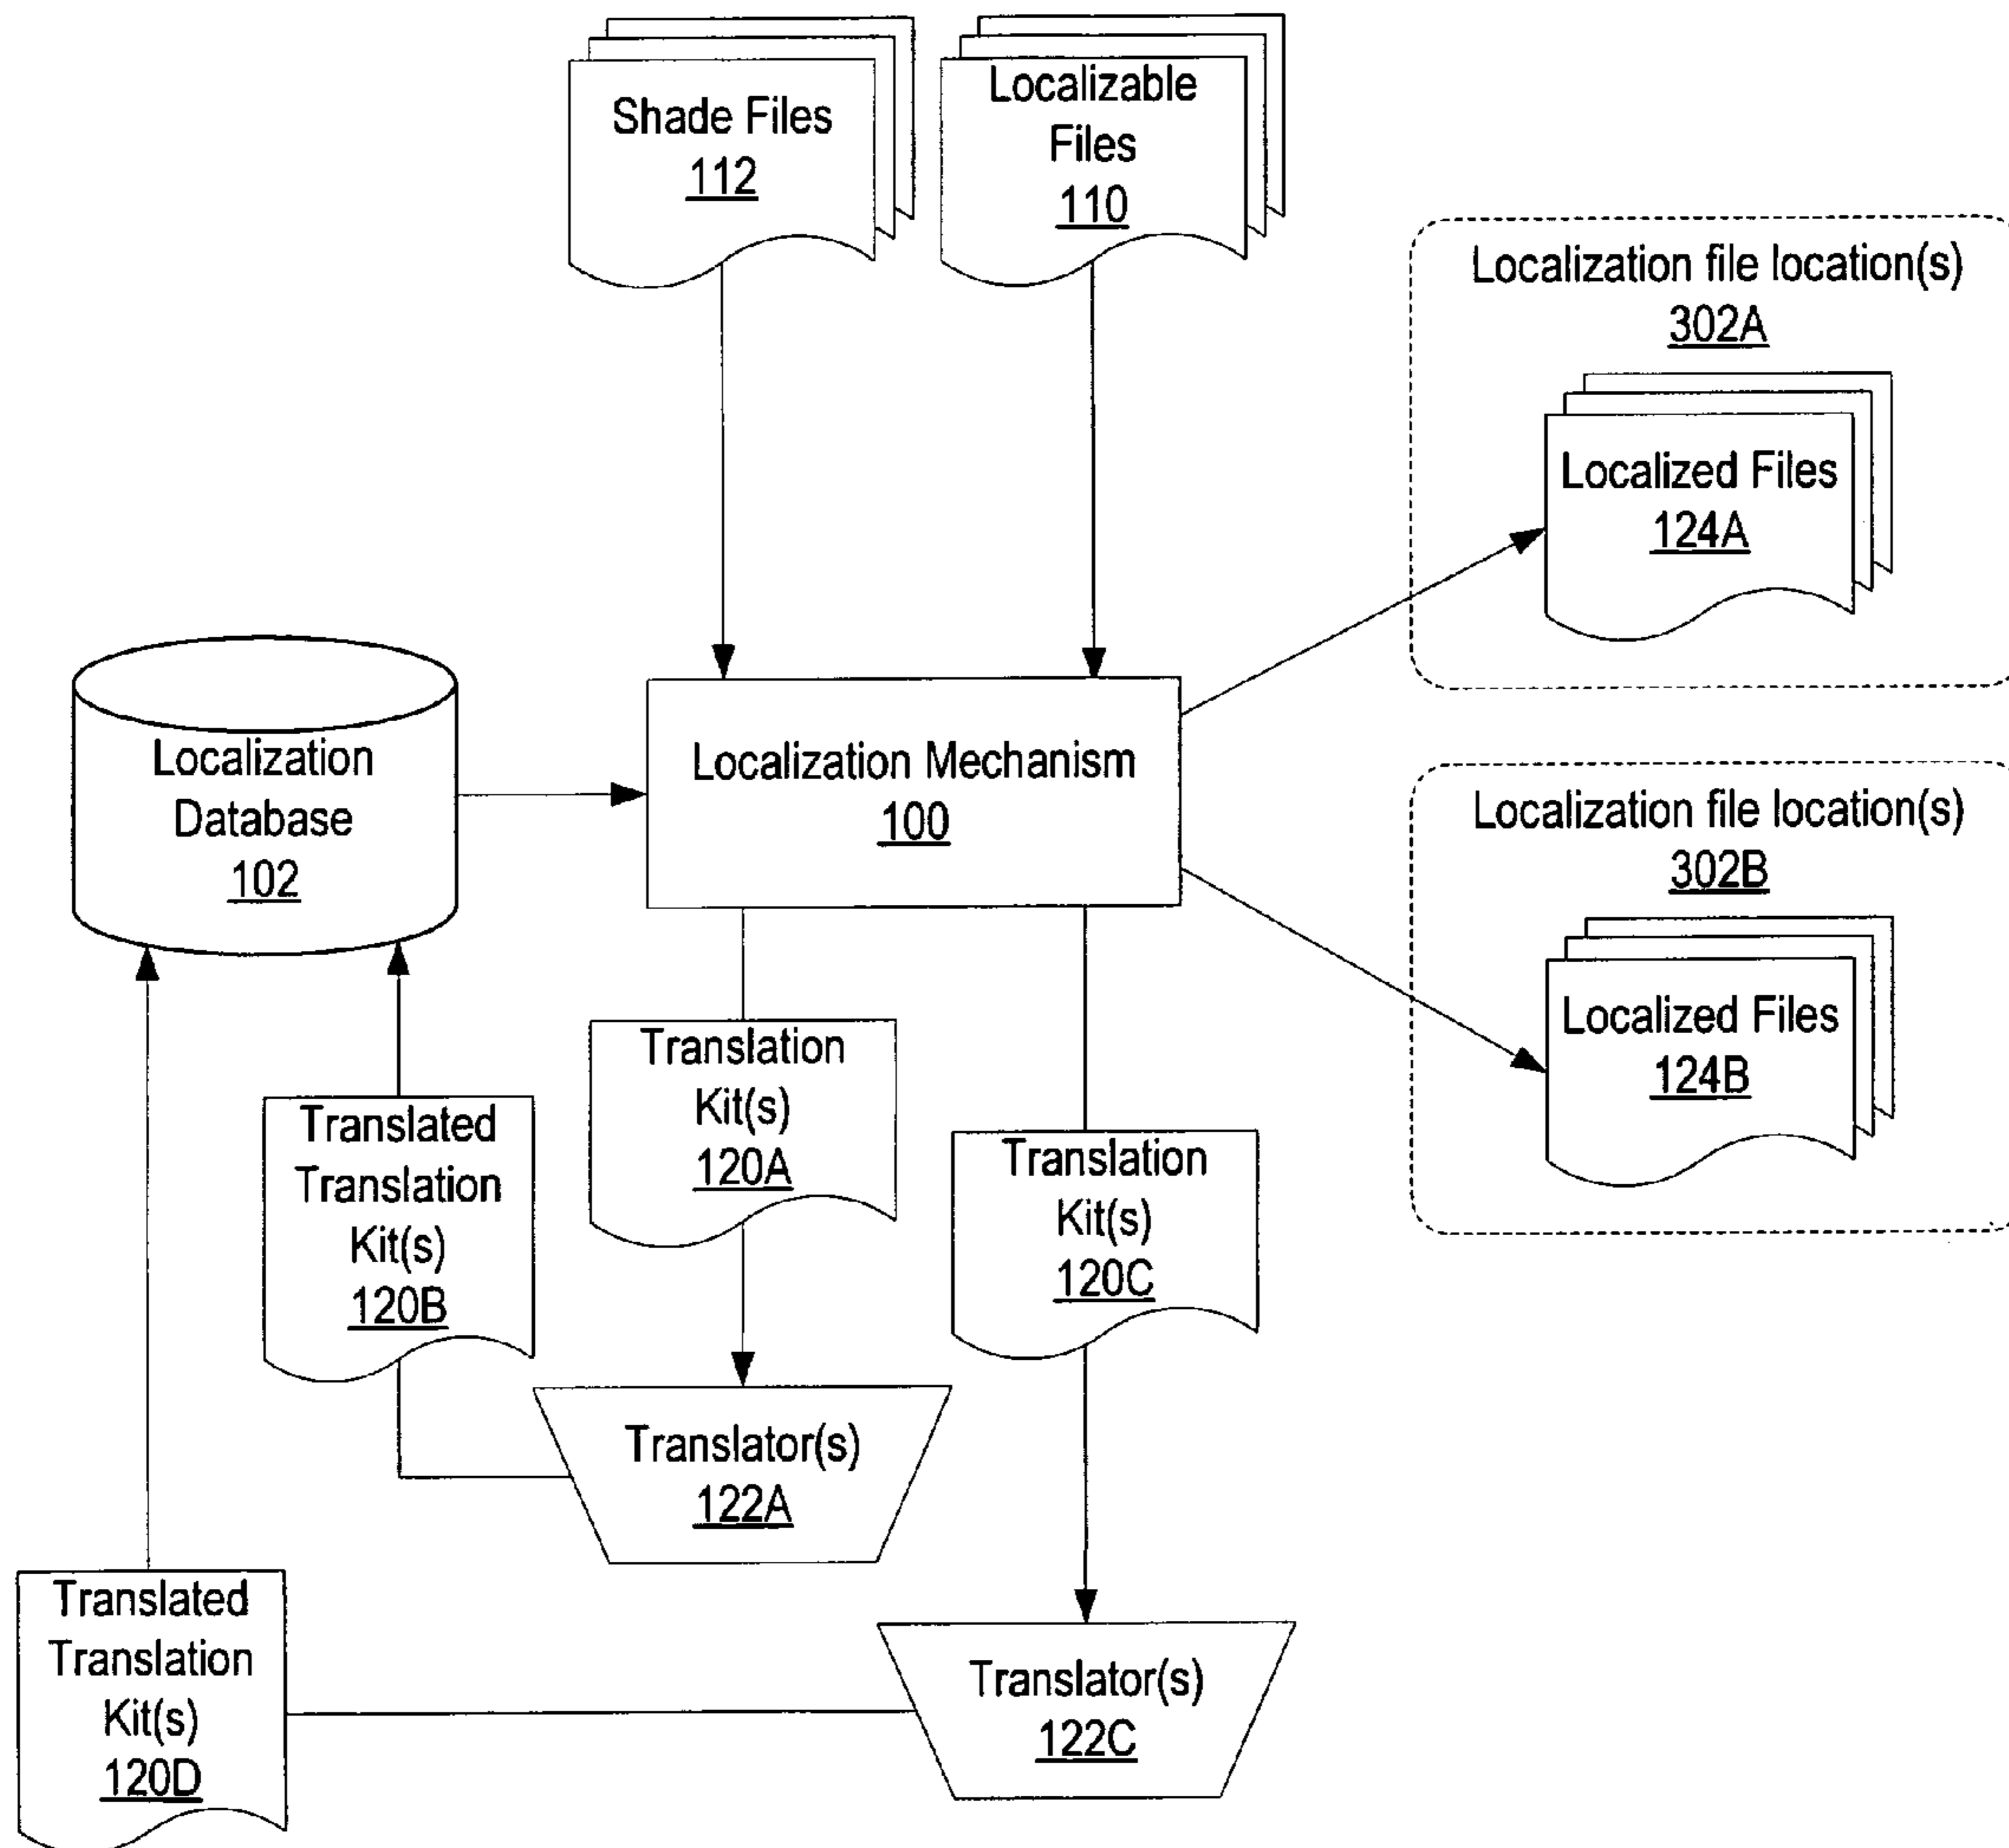 Shade Files
112
Localizable
Files
110
Localization file location(s)
302A
Localized Files
124A
Localization
Database
102
Localization Mechanism
100
Localization file location(s)
302B
Localized Files
124B
Translation
Kit(s)
120A
Translated
Translation
Kit(s)
120B
Translation
Kit(s)
120C
Translator(s)
122A
Translated
Translation
Kit(s)
120D
Translator(s)
122C